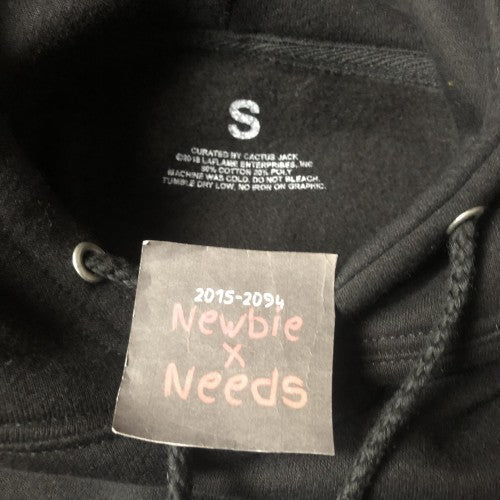 S
CURATED BY CACTUS JACK
©2018 LAFLAME ENTERPRISES, INC
80% COTTON 20% POLY
MACHINE WAS COLD. DO NOT BLEACH.
TUMBLE DRY LOW, NO IRON ON GRAPHIC.
2015-2094
Newbie
x
Needs